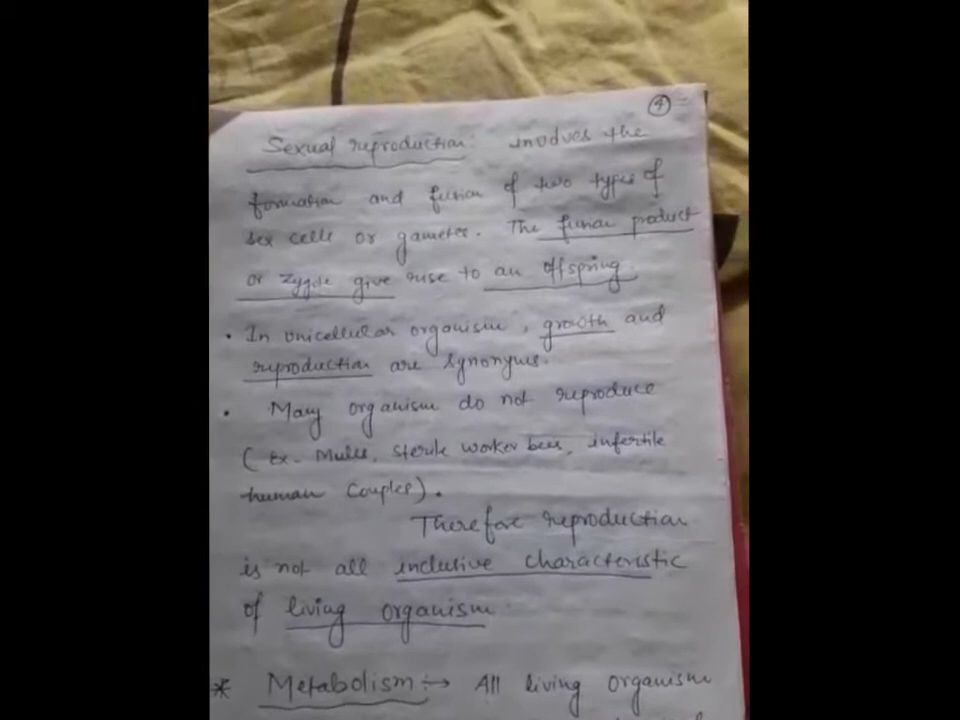 4
Sexual reproduction: involves the
formation and fusion of two types of
sex cells or gametes. The fusion product
or zygote give rise to an offspring.
• In unicellular organism, growth and
reproduction are synonyms.
• Many organism do not reproduce
(ex. Mules, sterile worker bees, infertile
human couples).
Therefore reproduction
is not all inclusive characteristic
of living organism.
* Metabolism :→ All living organism